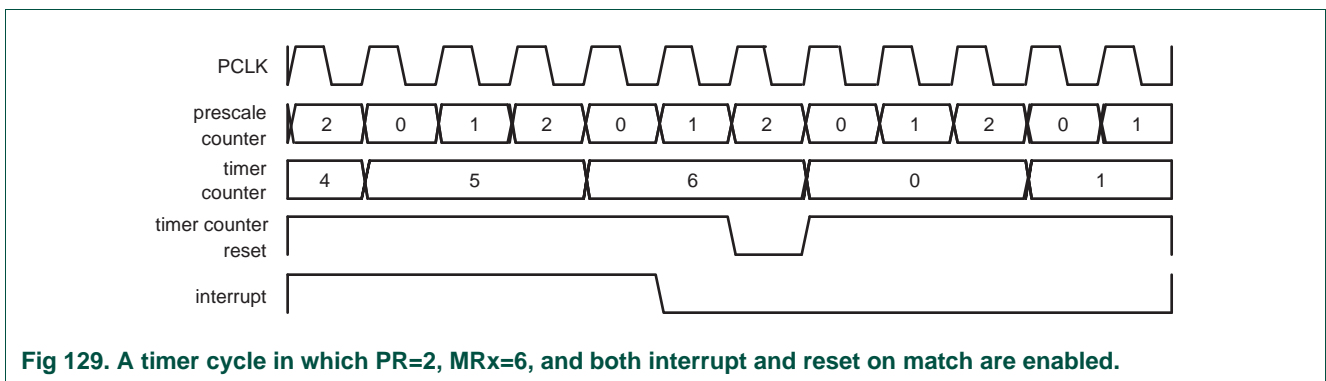 PCLK
prescale
counter
2 0 1 2 0 1 2 0 1 2 0 1
timer
counter
4 5 6 0 1
timer counter
reset
interrupt
Fig 129. A timer cycle in which PR=2, MRx=6, and both interrupt and reset on match are enabled.